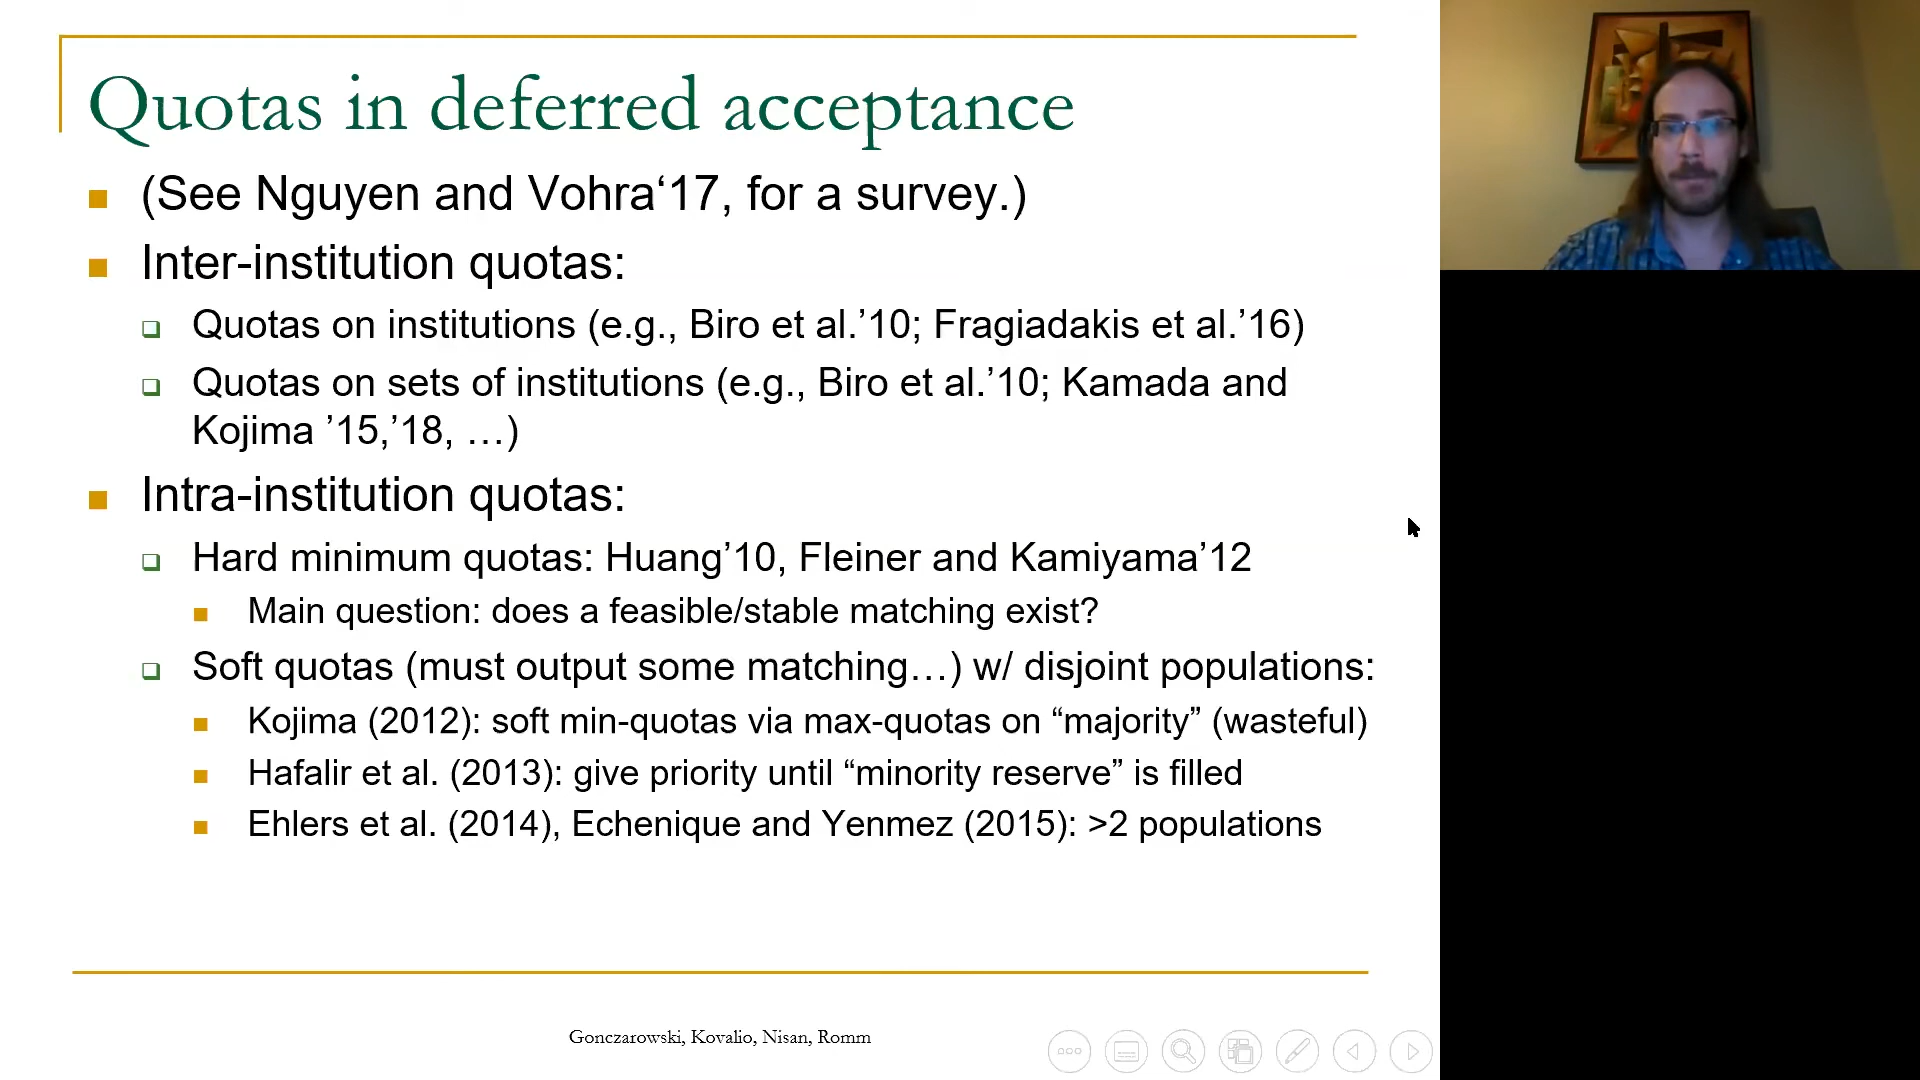 Quotas in deferred acceptance
(See Nguyen and Vohra‘17, for a survey.)
Inter-institution quotas:
Quotas on institutions (e.g., Biro et al.’10; Fragiadakis et al.’16)
Quotas on sets of institutions (e.g., Biro et al.’10; Kamada and
Kojima ’15,’18, …)
Intra-institution quotas:
Hard minimum quotas: Huang’10, Fleiner and Kamiyama’12
Main question: does a feasible/stable matching exist?
Soft quotas (must output some matching…) w/ disjoint populations:
Kojima (2012): soft min-quotas via max-quotas on “majority” (wasteful)
Hafalir et al. (2013): give priority until “minority reserve” is filled
Ehlers et al. (2014), Echenique and Yenmez (2015): >2 populations
Gonczarowski, Kovalio, Nisan, Romm